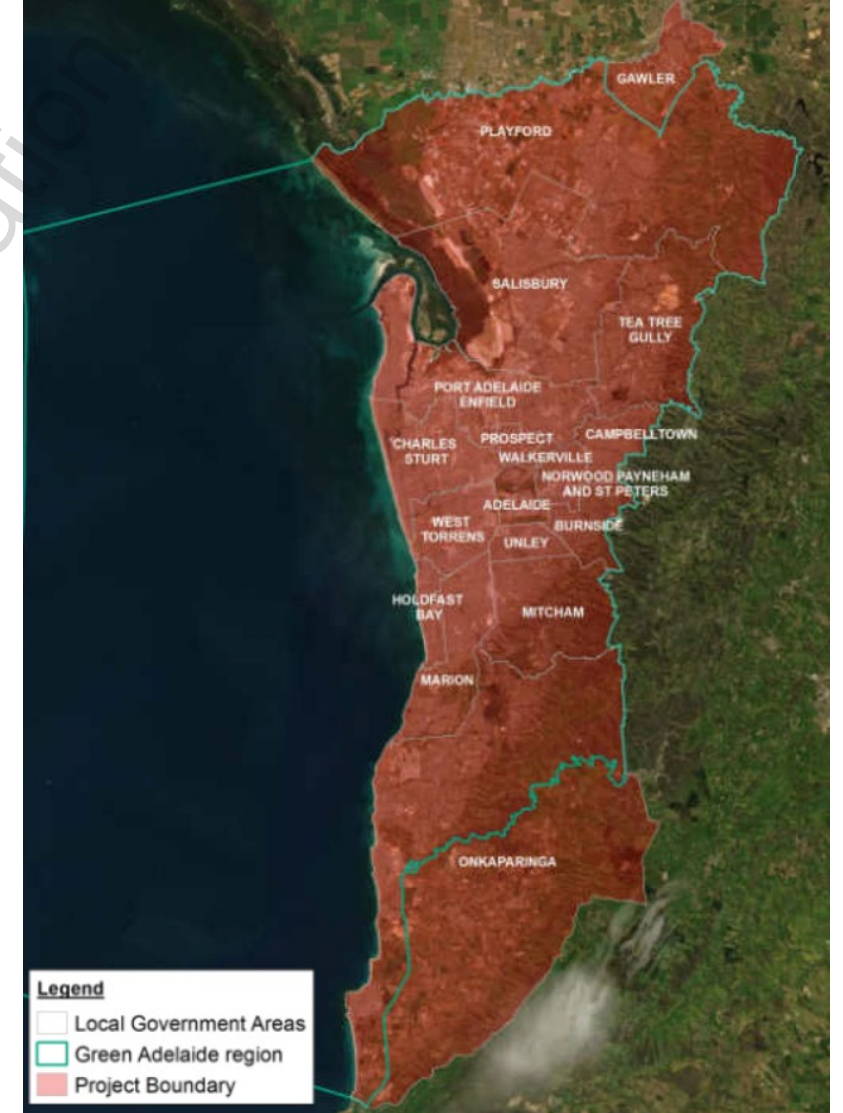 GAWLER
PLAYFORD
SALISBURY
TEA TREE
GULLY
PORT ADELAIDE
ENFIELD
CHARLES
STURT
PROSPECT
CAMPBELLTOWN
WALKERVILLE
NORWOOD PAYNEHAM
AND ST PETERS
ADELAIDE
WEST
TORRENS
BURNSIDE
UNLEY
HOLDFAST
BAY
MITCHAM
MARION
ONKAPARINGA
Legend
Local Government Areas
Green Adelaide region
Project Boundary